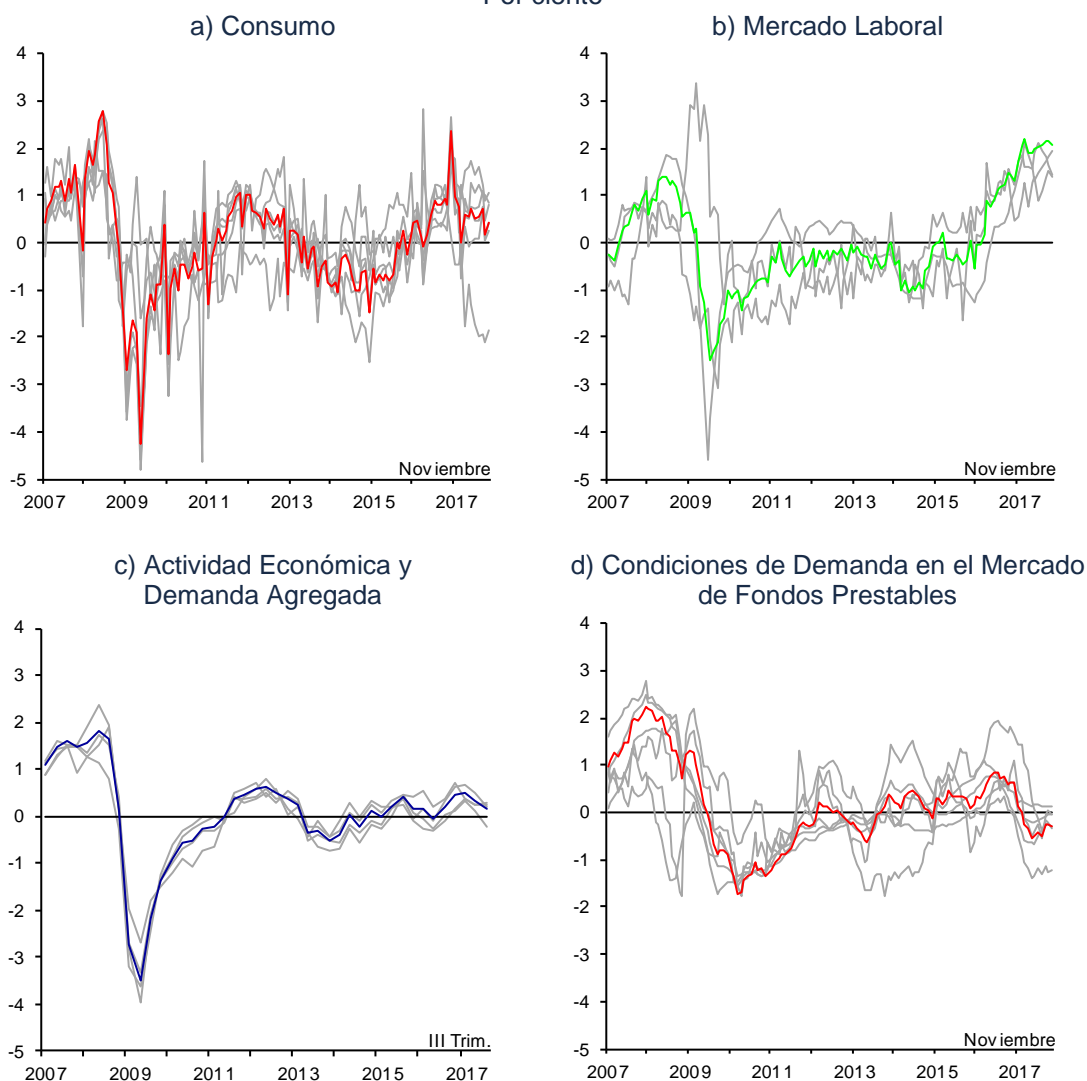 Por ciento
a) Consumo
4
3
2
1
0
-1
-2
-3
-4
-5
Noviembre
2007 2009 2011 2013 2015 2017
b) Mercado Laboral
4
3
2
1
0
-1
-2
-3
-4
-5
Noviembre
2007 2009 2011 2013 2015 2017
c) Actividad Económica y
Demanda Agregada
4
3
2
1
0
-1
-2
-3
-4
-5
III Trim.
2007 2009 2011 2013 2015 2017
d) Condiciones de Demanda en el Mercado
de Fondos Prestables
4
3
2
1
0
-1
-2
-3
-4
-5
Noviembre
2007 2009 2011 2013 2015 2017